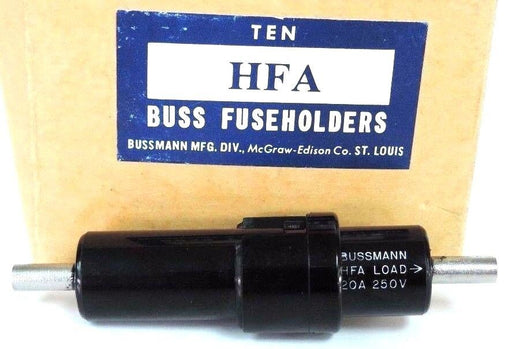 TEN
HFA
BUSS FUSEHOLDERS
BUSSMANN MFG. DIV., McGraw-Edison Co. ST. LOUIS
BUSSMANN
HFA LOAD→
20A 250V